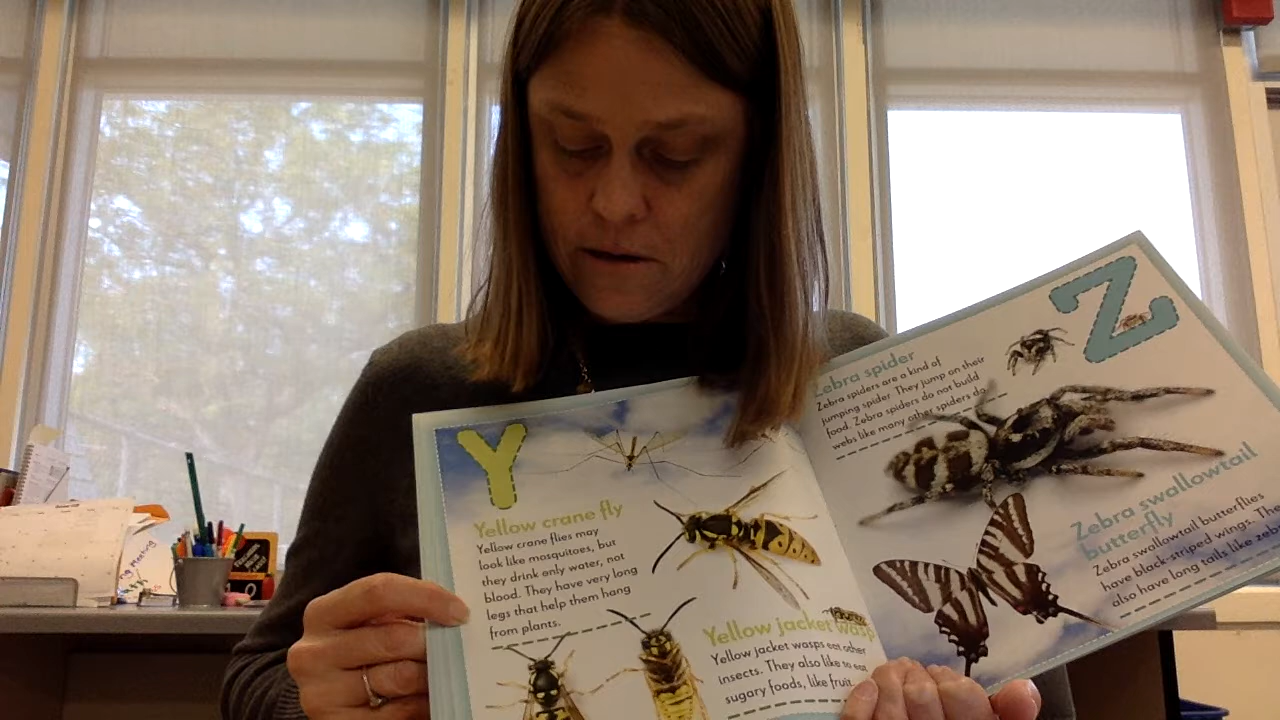 Y
Yellow crane fly
Yellow crane flies may
look like mosquitoes, but
they drink only water, not
blood. They have very long
legs that help them hang
from plants.
Yellow jacket wasp
Yellow jacket wasps eat other
insects. They also like to eat
sugary foods, like fruit.
Z
Zebra spider
Zebra spiders are a kind of
jumping spider. They jump on their
food. Zebra spiders do not build
webs like many other spiders do.
Zebra swallowtail
butterfly
Zebra swallowtail butterflies
have black striped wings. The
also have long tails like zeb
Meeting